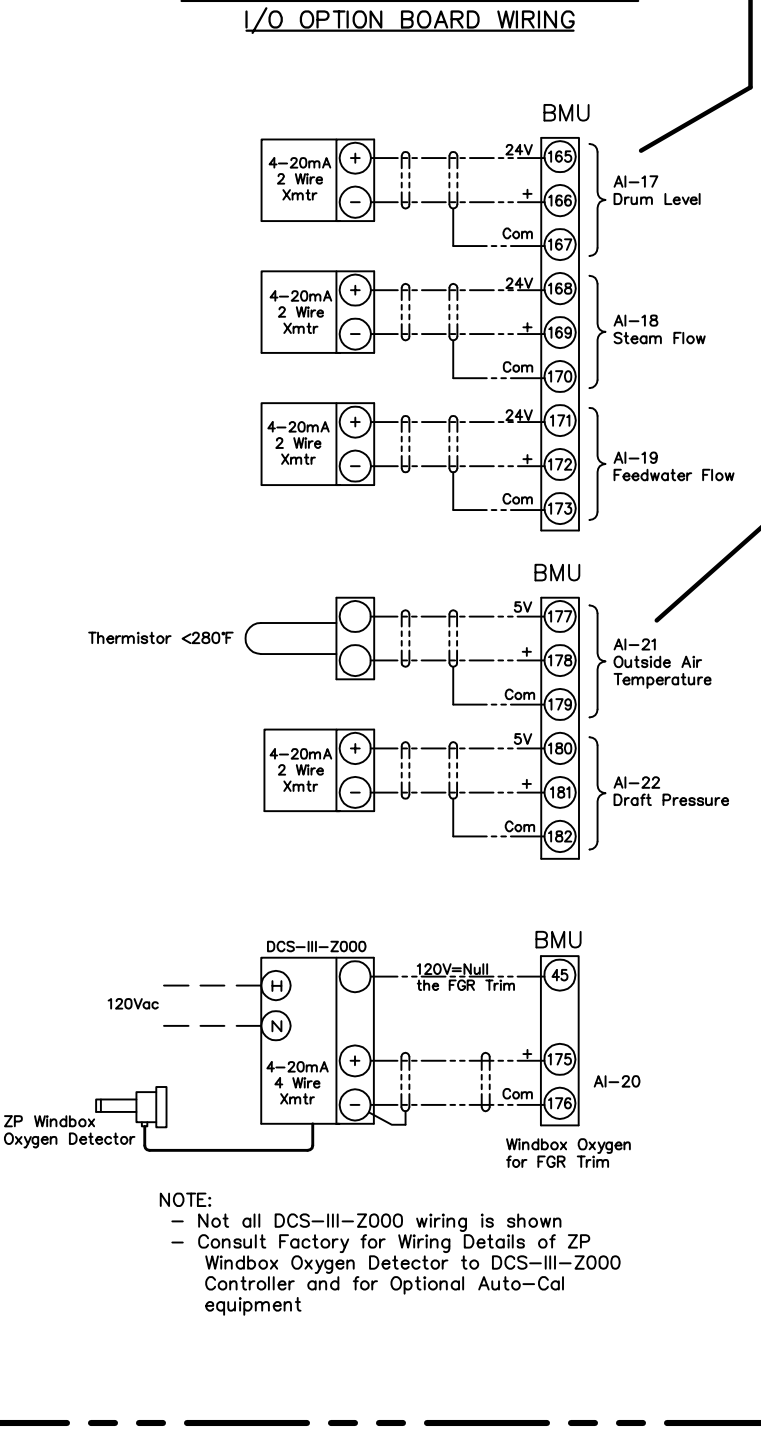 I/O OPTION BOARD WIRING
BMU
4-20mA
2 Wire
Xmtr
+
-
24V
+
Com
165
166
167
AI-17
Drum Level
4-20mA
2 Wire
Xmtr
+
-
24V
+
Com
168
169
170
AI-18
Steam Flow
4-20mA
2 Wire
Xmtr
+
-
24V
+
Com
171
172
173
AI-19
Feedwater Flow
BMU
Thermistor <280°F
5V
+
Com
177
178
179
AI-21
Outside Air
Temperature
4-20mA
2 Wire
Xmtr
+
-
5V
+
Com
180
181
182
AI-22
Draft Pressure
BMU
DCS-III-Z000
120Vac
H
N
120V=Null
the FGR Trim
45
4-20mA
4 Wire
Xmtr
+
-
+
Com
175
176
AI-20
ZP Windbox
Oxygen Detector
Windbox Oxygen
for FGR Trim
NOTE:
- Not all DCS-III-Z000 wiring is shown
- Consult Factory for Wiring Details of ZP
Windbox Oxygen Detector to DCS-III-Z000
Controller and for Optional Auto-Cal
equipment